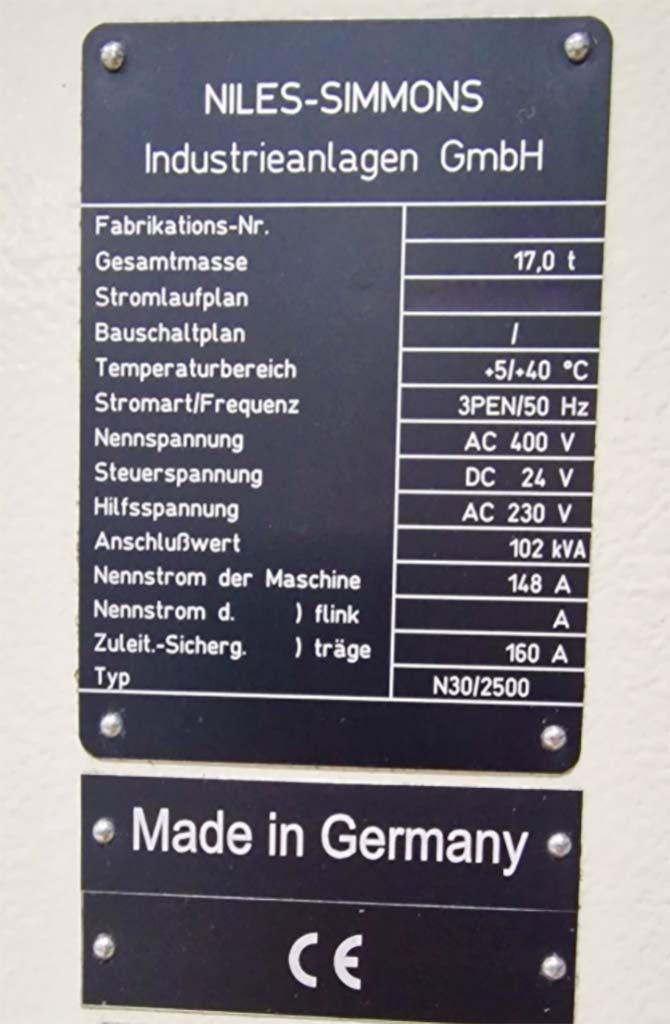 NILES-SIMMONS
Industrieanlagen GmbH
Fabrikations-Nr.
Gesamtmasse 17,0 t
Stromlaufplan
Bauschaltplan /
Temperaturbereich +5/+40 °C
Stromart/Frequenz 3PEN/50 Hz
Nennspannung AC 400 V
Steuerspannung DC 24 V
Hilfsspannung AC 230 V
Anschlußwert 102 kVA
Nennstrom der Maschine 148 A
Nennstrom d. ) flink A
Zuleit.-Sicherg. ) träge 160 A
Typ N30/2500
Made in Germany
CE